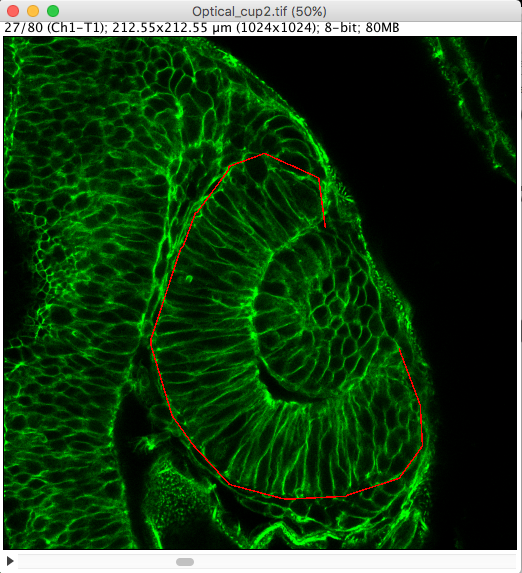 Optical_cup2.tif (50%)
27/80 (Ch1-T1); 212.55x212.55 µm (1024x1024); 8-bit; 80MB